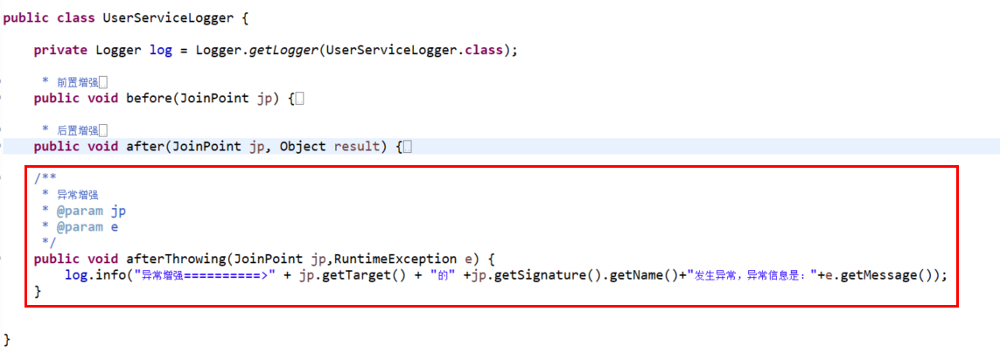 public class UserServiceLogger {
private Logger log = Logger.getLogger(UserServiceLogger.class);
* 前置增强
public void before(JoinPoint jp) {
* 后置增强
public void after(JoinPoint jp, Object result) {
/**
* 异常增强
* @param jp
* @param e
*/
public void afterThrowing(JoinPoint jp,RuntimeException e) {
log.info("异常增强==========>" + jp.getTarget() + "的" +jp.getSignature().getName()+"发生异常，异常信息是："+e.getMessage());
}
}